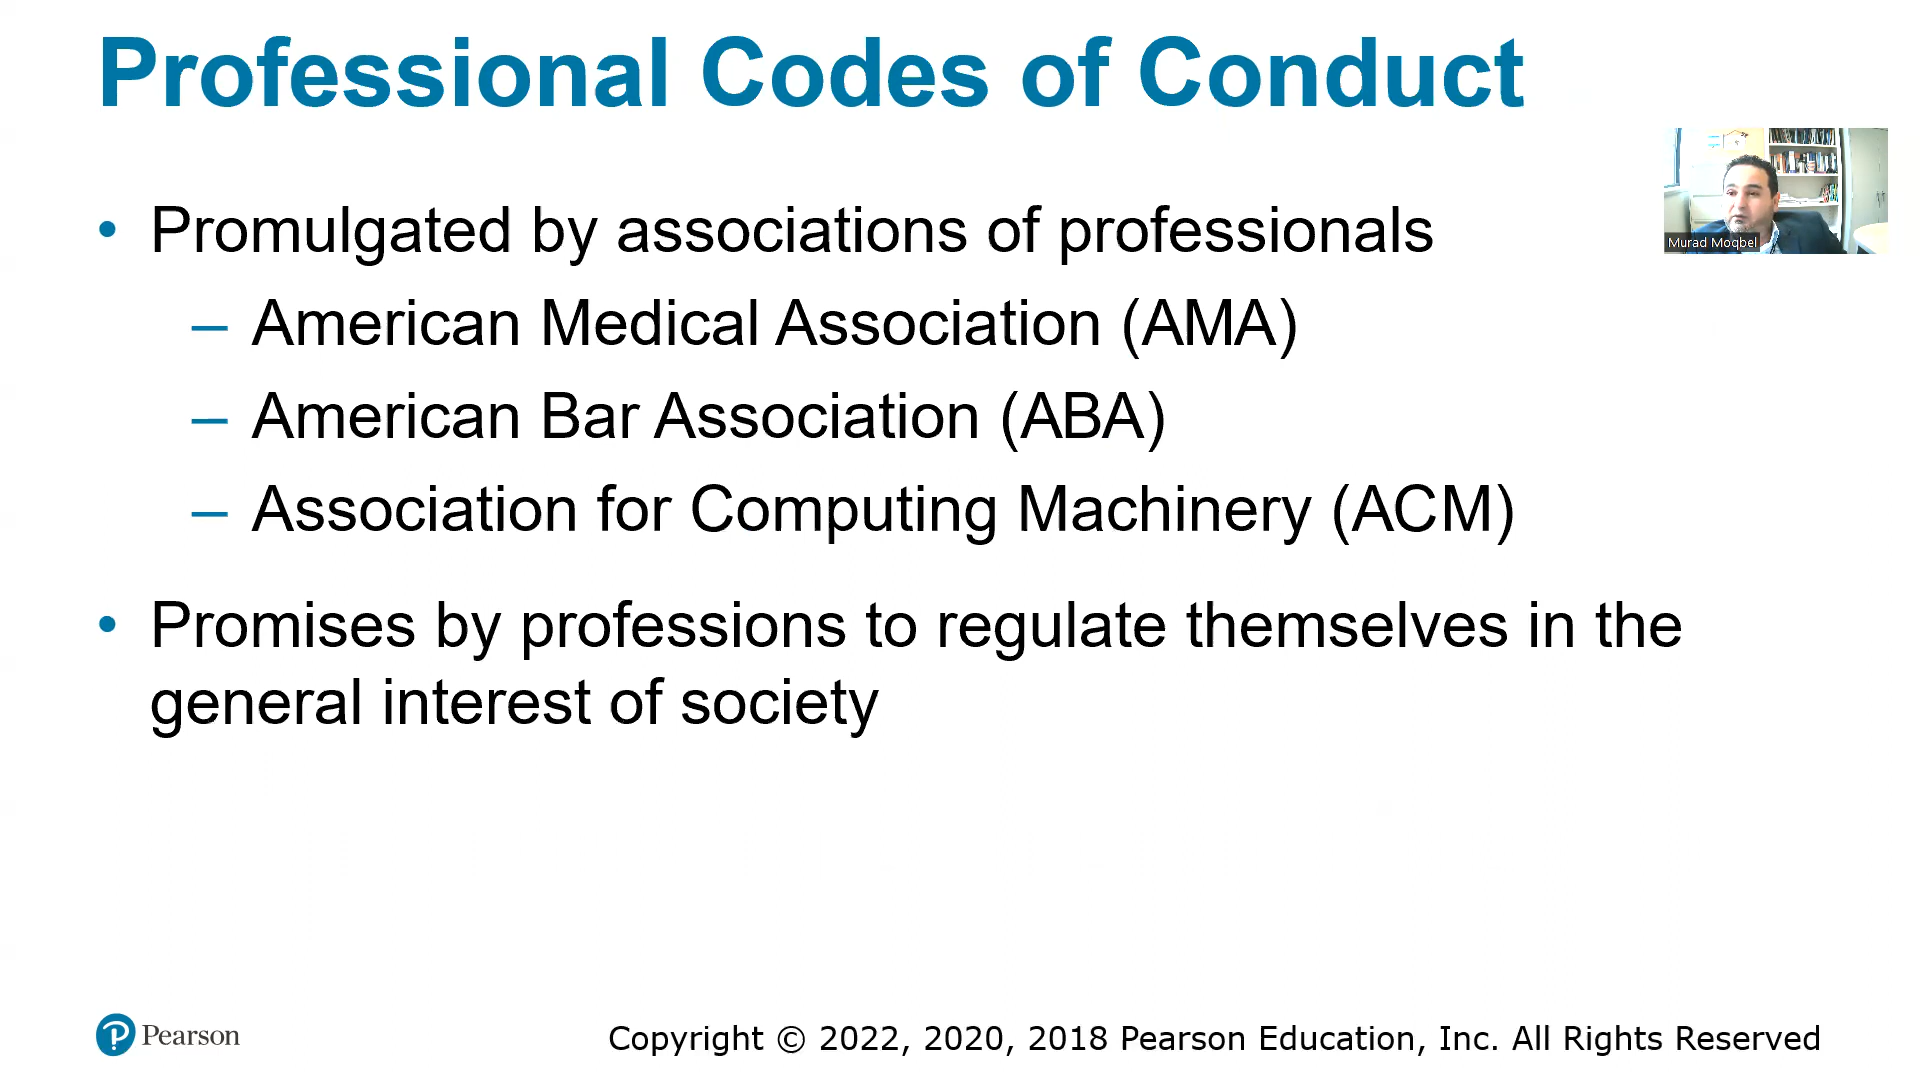 Professional Codes of Conduct
Murad Moqbel
• Promulgated by associations of professionals
– American Medical Association (AMA)
– American Bar Association (ABA)
– Association for Computing Machinery (ACM)
• Promises by professions to regulate themselves in the
general interest of society
Pearson
Copyright © 2022, 2020, 2018 Pearson Education, Inc. All Rights Reserved